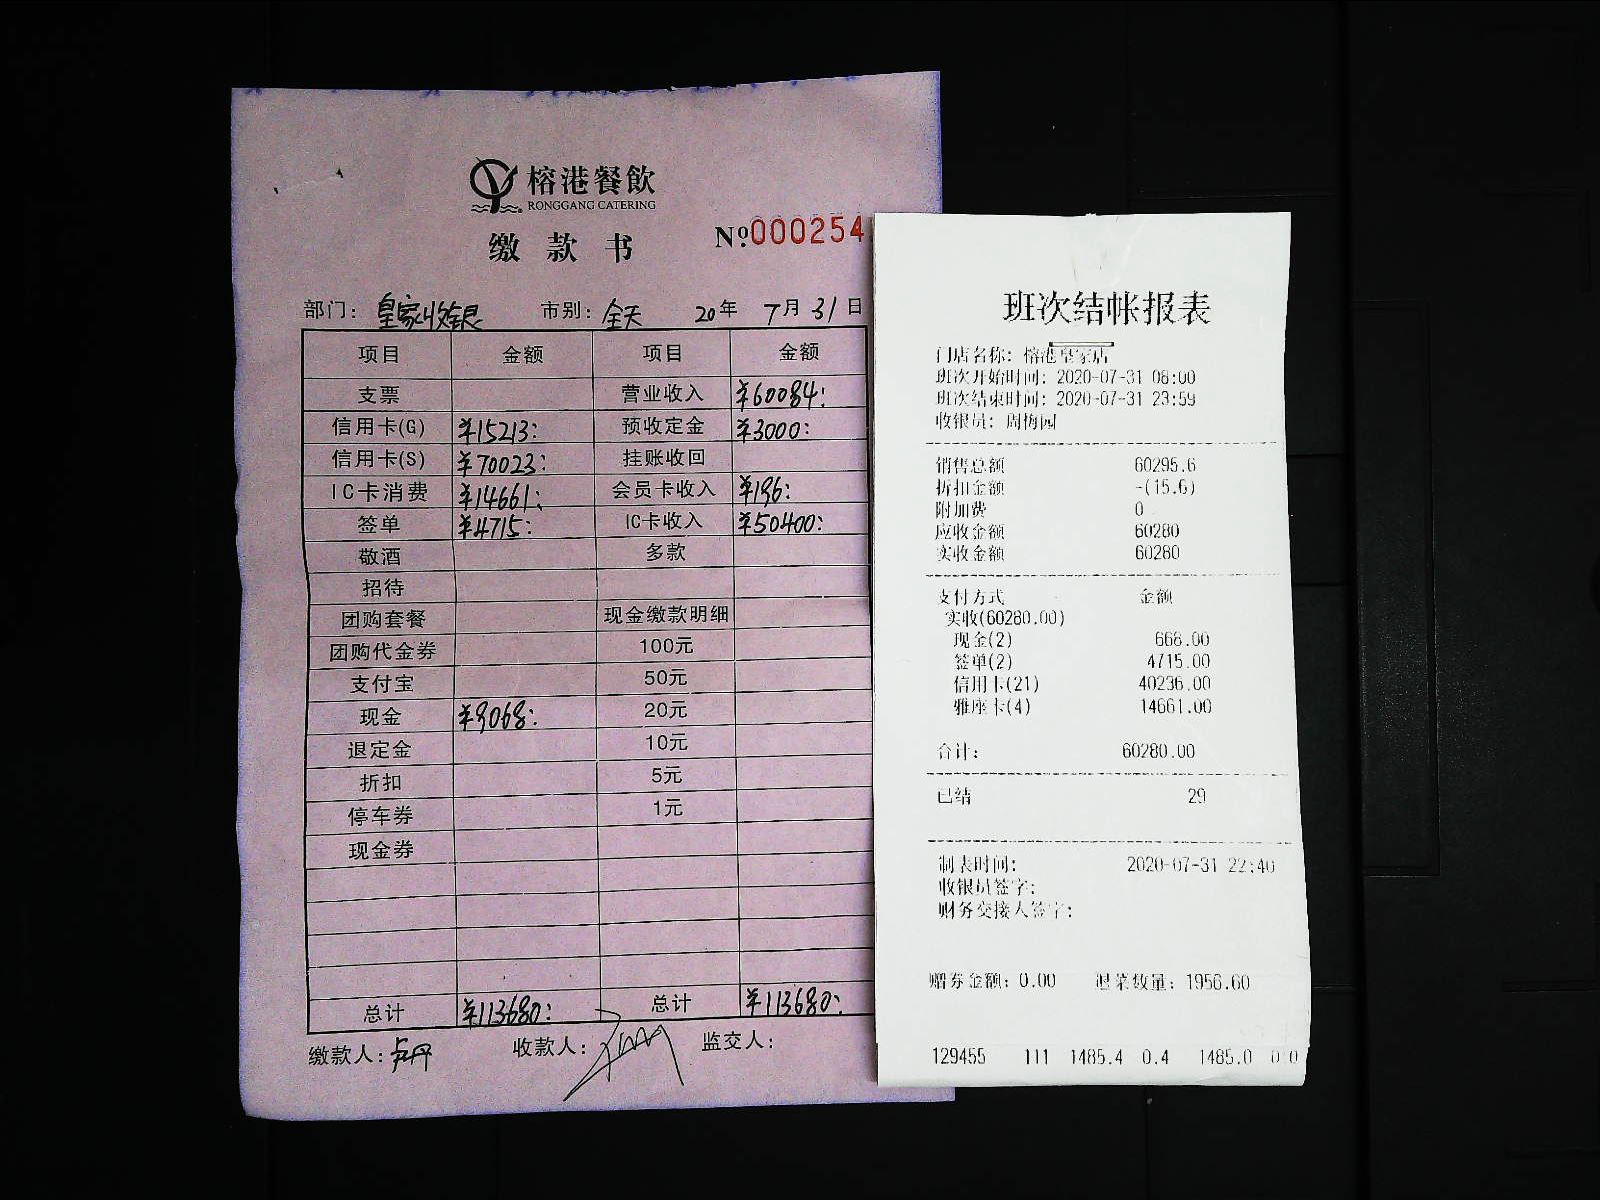 榕港餐飲
RONGGANG CATERING
缴款书
Nº000254
部门：皇家收银 市别：全天 20年 7月 31日
项目 金额 项目 金额
支票 营业收入 ¥60084:
信用卡(G) ¥15213: 预收定金 ¥3000:
信用卡(S) ¥70023: 挂账收回
IC卡消费 ¥14661: 会员卡收入 ¥196:
签单 ¥4715: IC卡收入 ¥50400:
敬酒 多款
招待
团购套餐 现金缴款明细
团购代金券 100元
支付宝 50元
现金 ¥9068: 20元
退定金 10元
折扣 5元
停车券 1元
现金券
总计 ¥113680: 总计 ¥113680:
缴款人：卢丹 收款人： 监交人：
班次结帐报表
门店名称: 榕港皇家店
班次开始时间: 2020-07-31 08:00
班次结束时间: 2020-07-31 23:59
收银员: 周梅园
销售总额 60295.6
折扣金额 -(15.6)
附加费 0
应收金额 60280
实收金额 60280
支付方式 金额
实收(60280.00)
现金(2) 668.00
签单(2) 4715.00
信用卡(21) 40236.00
雅座卡(4) 14661.00
合计: 60280.00
已结 29
制表时间: 2020-07-31 22:40
收银员签字:
财务交接人签字:
赠券金额: 0.00 退菜数量: 1956.60
129455 111 1485.4 0.4 1485.0 0.0